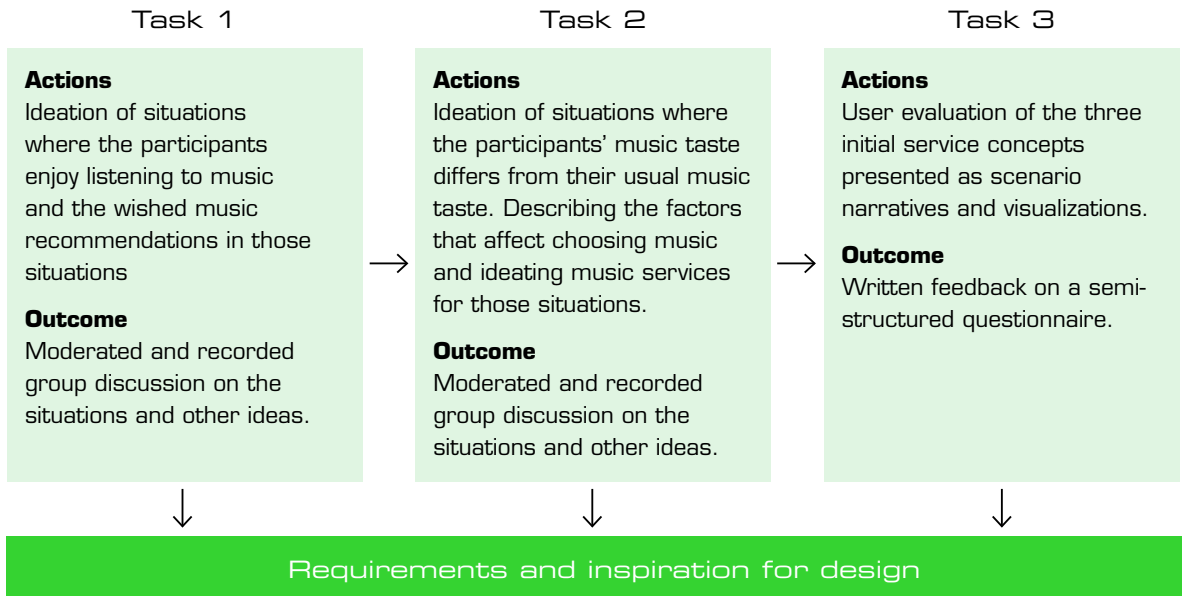 Task 1
Actions
Ideation of situations
where the participants
enjoy listening to music
and the wished music
recommendations in those
situations
Outcome
Moderated and recorded
group discussion on the
situations and other ideas.
Task 2
Actions
Ideation of situations where
the participants’ music taste
differs from their usual music
taste. Describing the factors
that affect choosing music
and ideating music services
for those situations.
Outcome
Moderated and recorded
group discussion on the
situations and other ideas.
Task 3
Actions
User evaluation of the three
initial service concepts
presented as scenario
narratives and visualizations.
Outcome
Written feedback on a semi-
structured questionnaire.
Requirements and inspiration for design